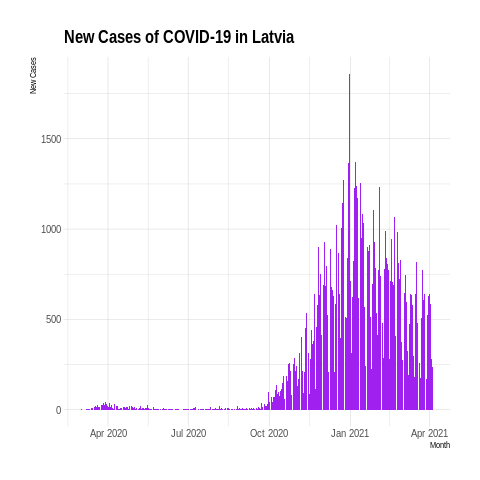 New Cases of COVID-19 in Latvia
New Cases
1500
1000
500
0
Apr 2020 Jul 2020 Oct 2020 Jan 2021 Apr 2021
Month